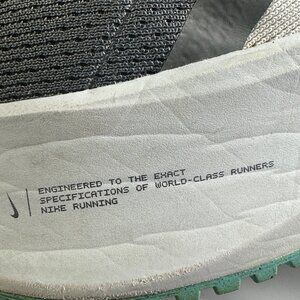 ENGINEERED TO THE EXACT
SPECIFICATIONS OF WORLD-CLASS RUNNERS
NIKE RUNNING